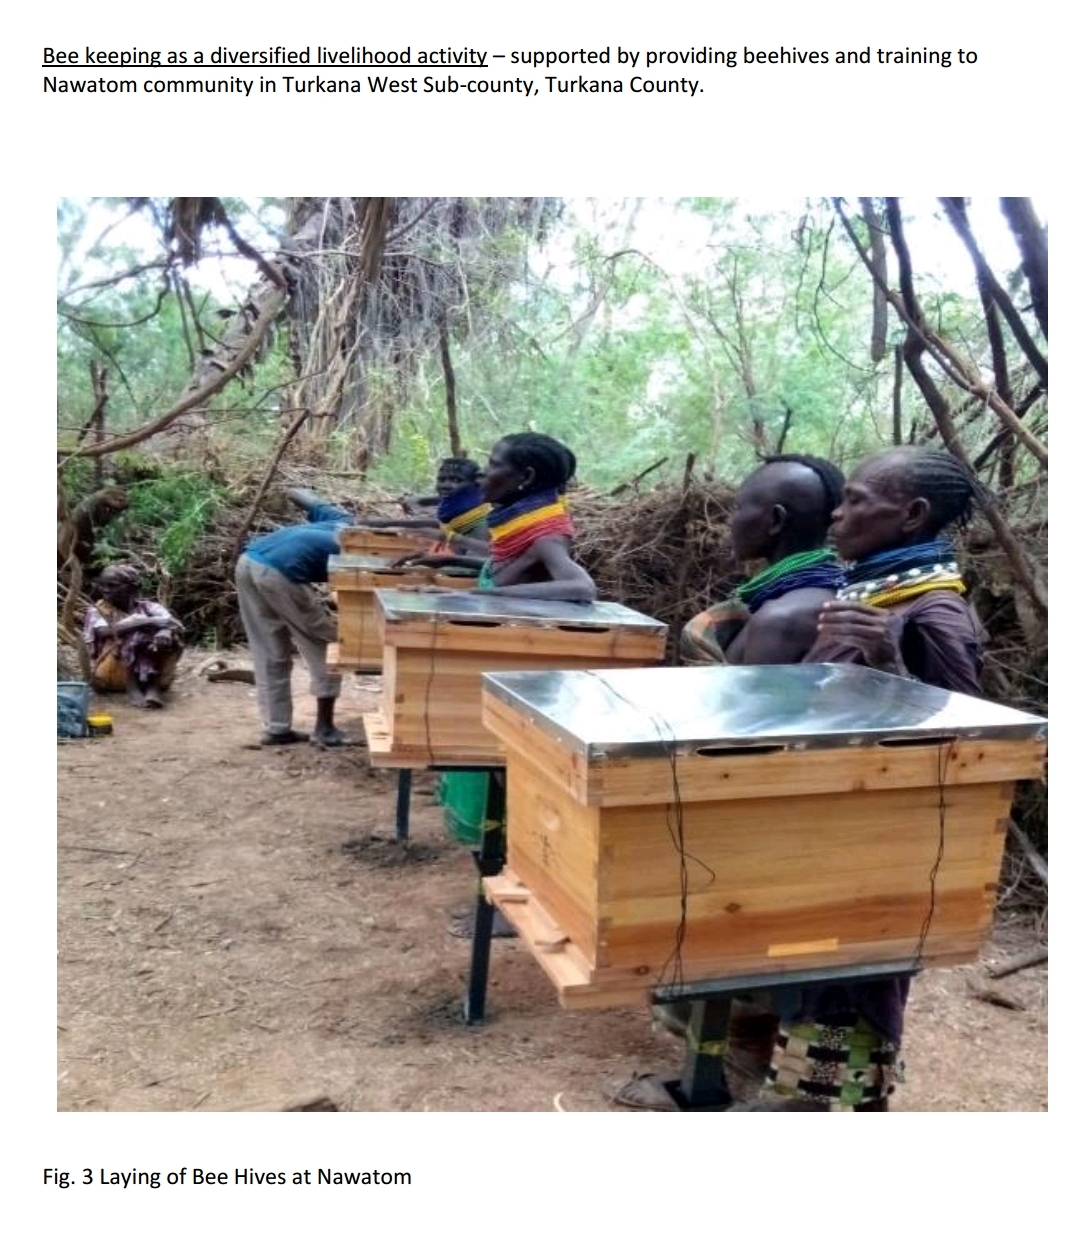 Bee keeping as a diversified livelihood activity – supported by providing beehives and training to
Nawatom community in Turkana West Sub-county, Turkana County.
Fig. 3 Laying of Bee Hives at Nawatom